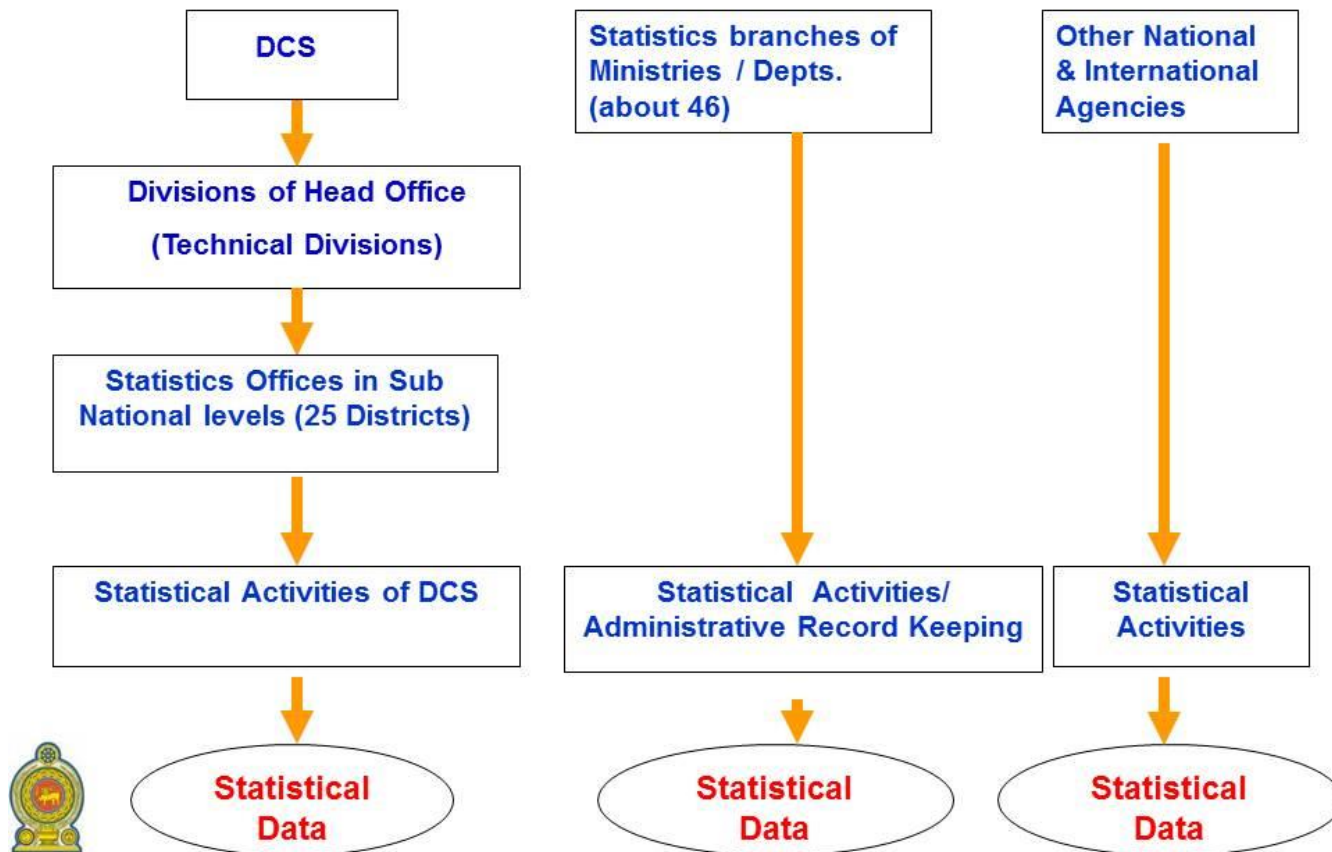 DCS
Divisions of Head Office
(Technical Divisions)
Statistics Offices in Sub
National levels (25 Districts)
Statistical Activities of DCS
Statistical
Data
Statistics branches of
Ministries / Depts.
(about 46)
Statistical Activities/
Administrative Record Keeping
Statistical
Data
Other National
& International
Agencies
Statistical
Activities
Statistical
Data